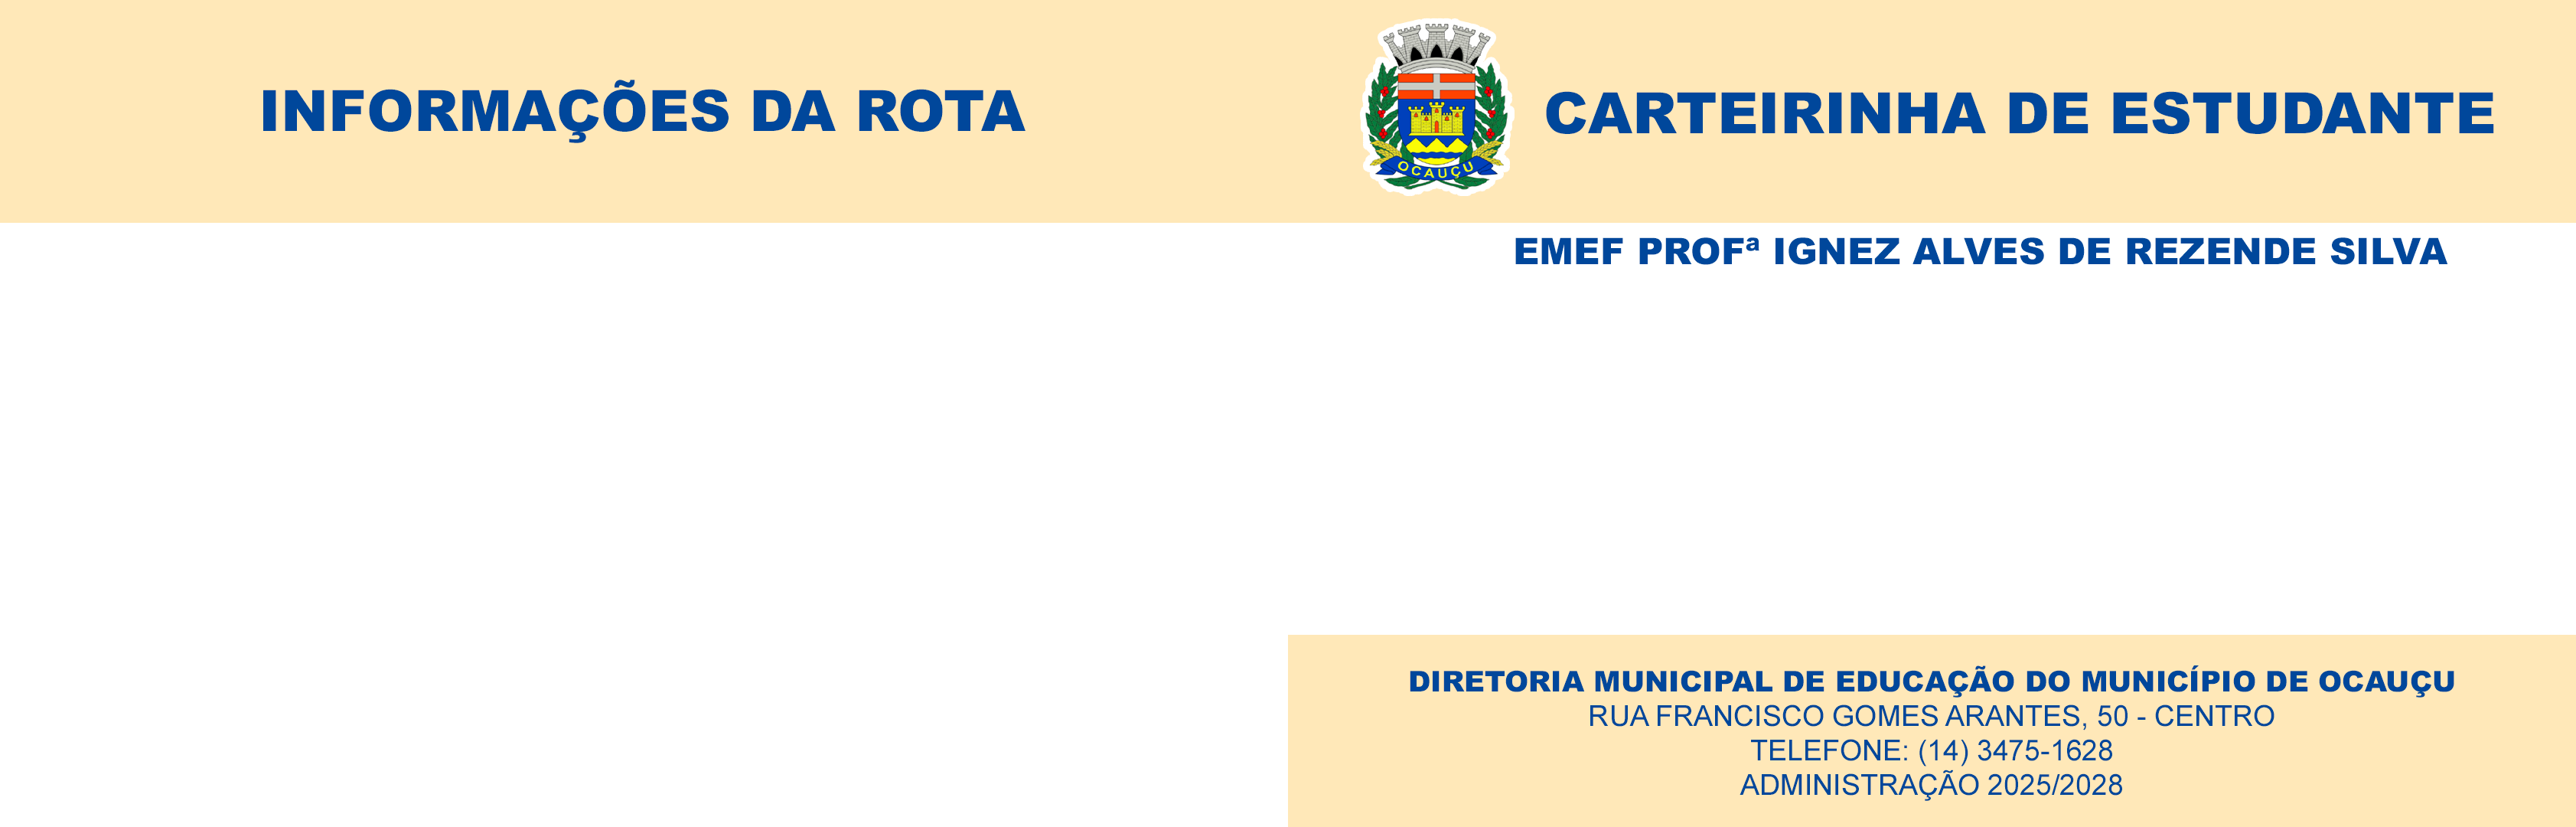 INFORMAÇÕES DA ROTA
OCAUÇU
CARTEIRINHA DE ESTUDANTE
EMEF PROFª IGNEZ ALVES DE REZENDE SILVA
DIRETORIA MUNICIPAL DE EDUCAÇÃO DO MUNICÍPIO DE OCAUÇU
RUA FRANCISCO GOMES ARANTES, 50 - CENTRO
TELEFONE: (14) 3475-1628
ADMINISTRAÇÃO 2025/2028